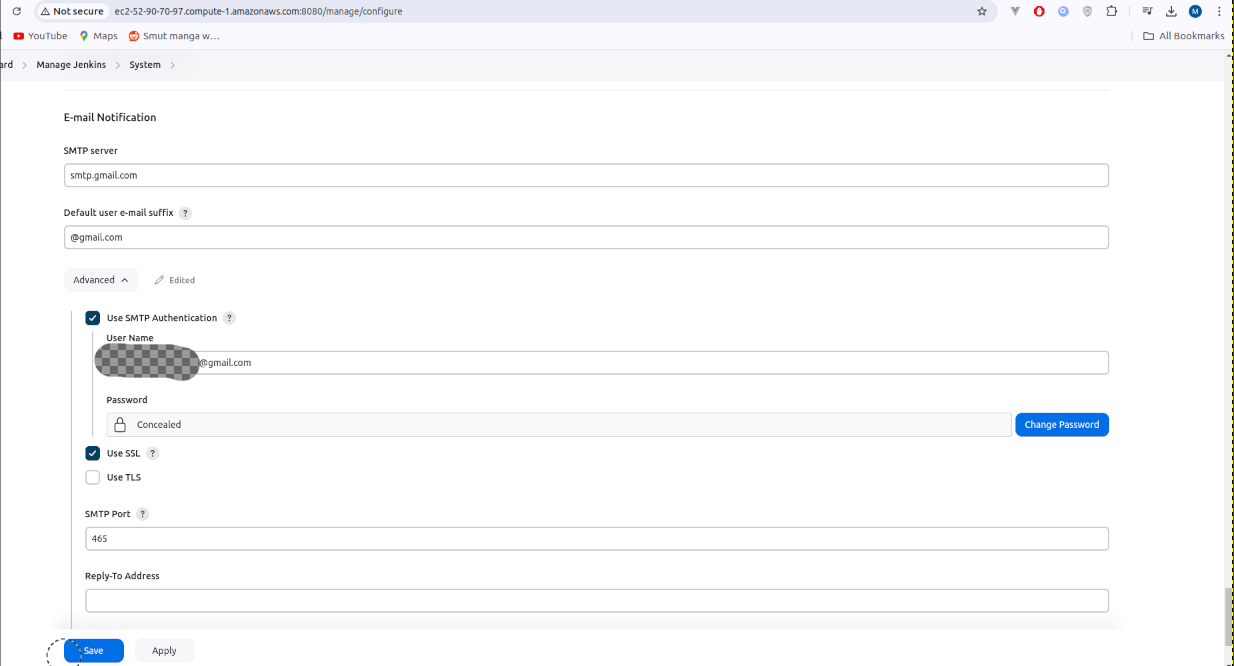 Not secure ec2-52-90-70-97.compute-1.amazonaws.com:8080/manage/configure M
YouTube Maps Smut manga w... All Bookmarks
ard > Manage Jenkins > System >
E-mail Notification
SMTP server
smtp.gmail.com
Default user e-mail suffix ?
@gmail.com
Advanced Edited
Use SMTP Authentication ?
User Name
@gmail.com
Password
Concealed Change Password
Use SSL ?
Use TLS
SMTP Port ?
465
Reply-To Address
Save Apply